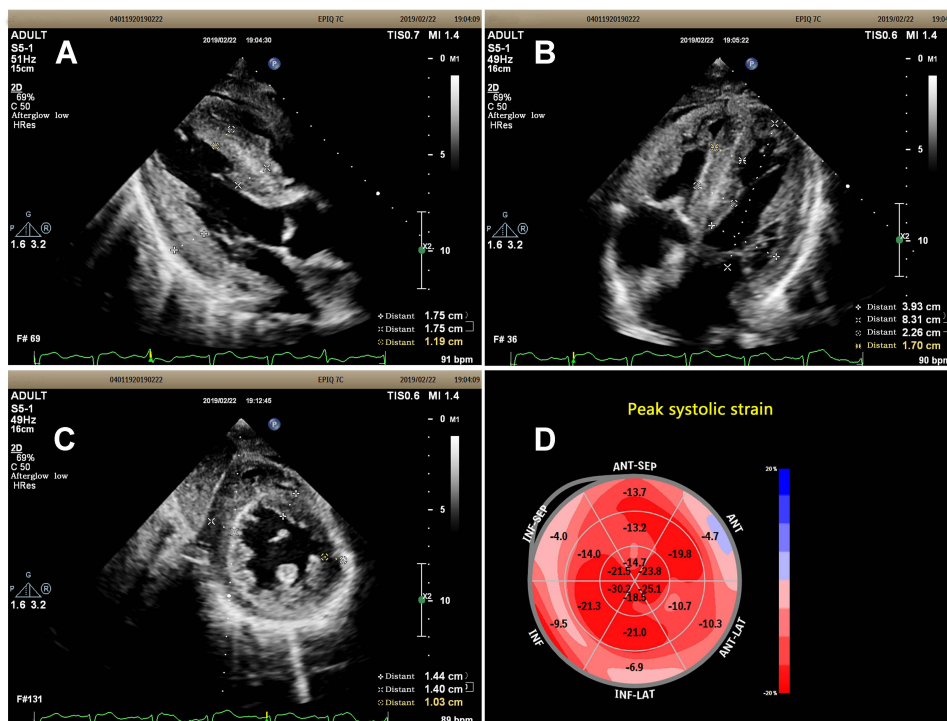 04011920190222 EPIQ 7C 2019/02/22 19:04:09
ADULT TIS0.7 MI 1.4
S5-1
51Hz
15cm
2019/02/22 19:04:30
A
P
0 M1
2D
69%
C 50
Afterglow low
HRes
5
G
P R
1.6 3.2
X2
10
Distant 1.75 cm
Distant 1.75 cm
Distant 1.19 cm
F# 69
91 bpm
04011920190222 EPIQ 7C 2019/02/22 19:04:09
ADULT TIS0.6 MI 1.4
S5-1
49Hz
16cm
2019/02/22 19:05:22
B
P
0 M1
2D
69%
C 50
Afterglow low
HRes
5
G
P R
1.6 3.2
X2
10
Distant 3.93 cm
Distant 8.31 cm
Distant 2.26 cm
Distant 1.70 cm
F# 36
90 bpm
04011920190222 EPIQ 7C 2019/02/22 19:04:09
ADULT TIS0.6 MI 1.4
S5-1
49Hz
16cm
2019/02/22 19:12:45
C
P
0 M1
2D
69%
C 50
Afterglow low
HRes
5
G
P R
1.6 3.2
X2
10
Distant 1.44 cm
Distant 1.40 cm
Distant 1.03 cm
F#131
89 bpm
Peak systolic strain
D
ANT-SEP
20%
-13.7
INF-SEP
ANT
-4.0
-4.7
-13.2
-14.0
-19.8
-14.7
-21.5 -23.8
-30.2 -25.1
-18.5
-21.3
-10.7
-9.5
-10.3
-21.0
INF
ANT-LAT
-6.9
INF-LAT
-20%